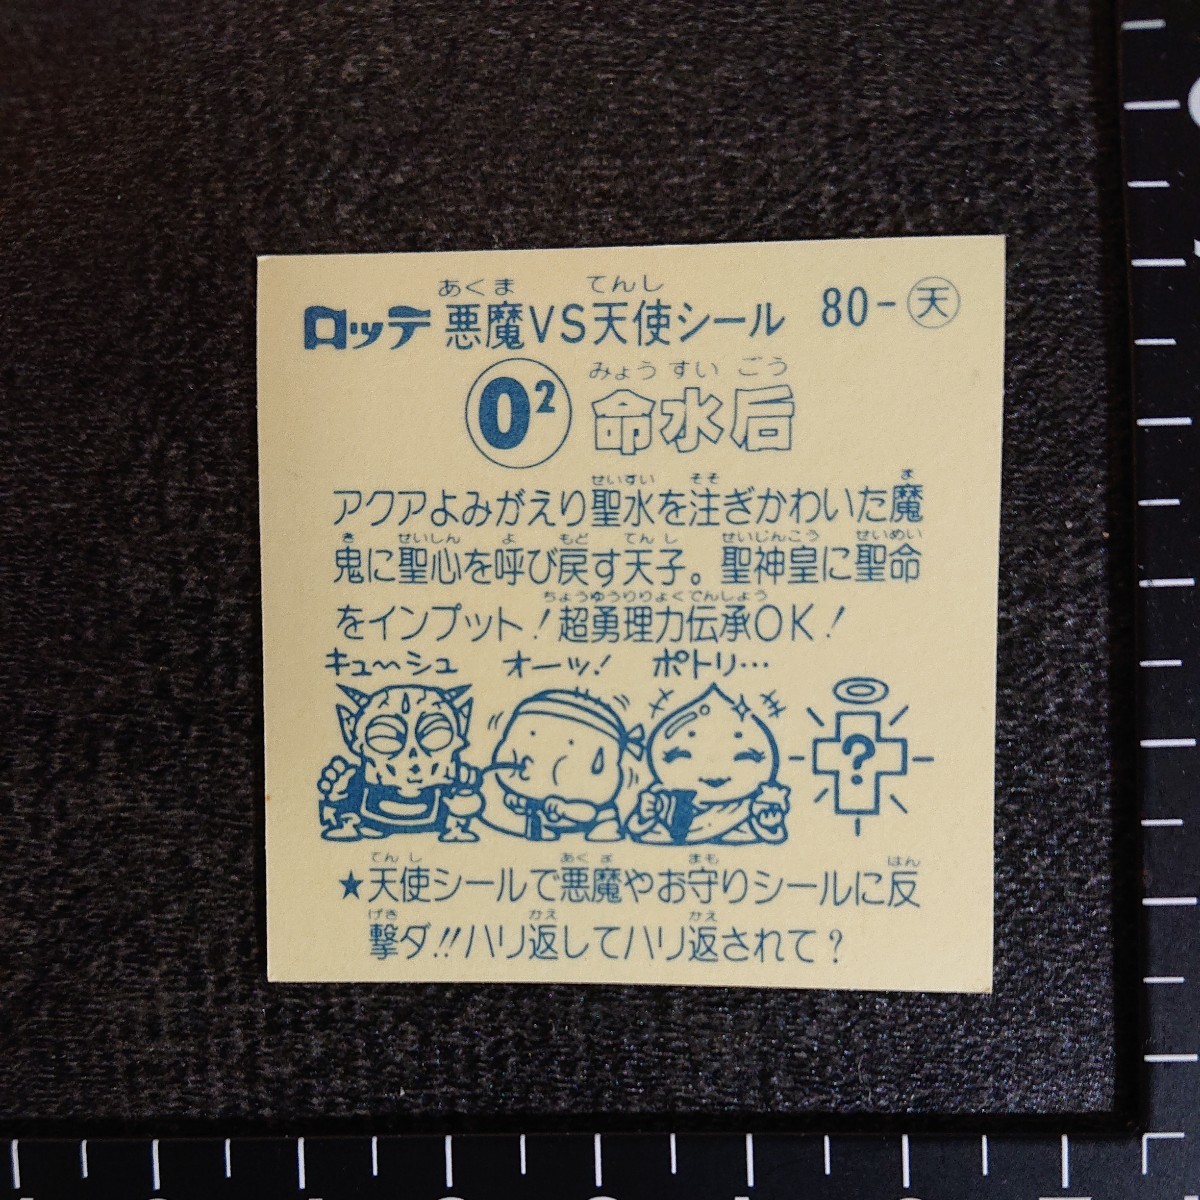 あくま てんし
ロッテ 悪魔VS天使シール 80-天
みょう すい ごう
O² 命水后
せいすい そそ ま
アクアよみがえり聖水を注ぎかわいた魔
き せいしん よ もど てんし せいじんこう せいめい
鬼に聖心を呼び戻す天子。聖神皇に聖命
ちょうゆうりりょくでんしょう
をインプット!超勇理力伝承OK!
キュ〜シュ オーッ! ポトリ…
?
てんし あくま まも はん
★天使シールで悪魔やお守りシールに反
げき かえ かえ
撃ダ!!ハリ返してハリ返されて?